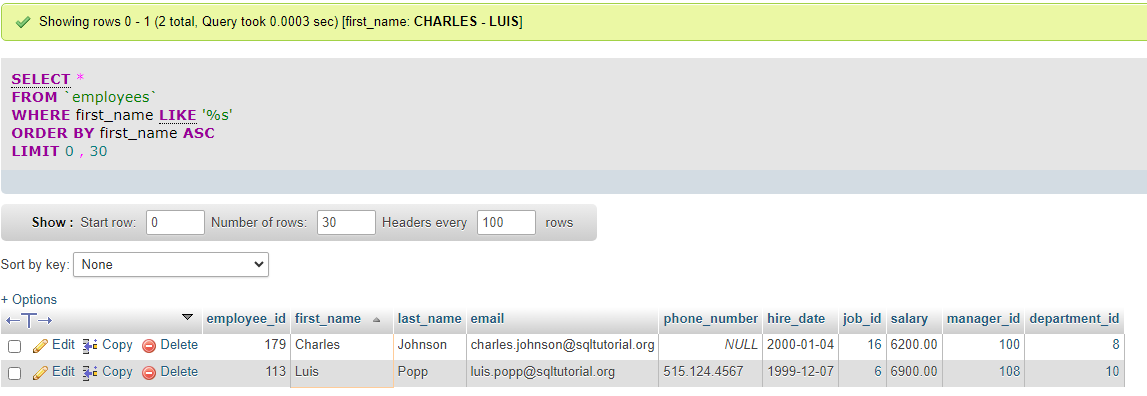 Showing rows 0 - 1 (2 total, Query took 0.0003 sec) [first_name: CHARLES - LUIS]
SELECT *
FROM `employees`
WHERE first_name LIKE '%s'
ORDER BY first_name ASC
LIMIT 0 , 30
Show : Start row: 0 Number of rows: 30 Headers every 100 rows
Sort by key: None
+ Options
←T→ employee_id first_name last_name email phone_number hire_date job_id salary manager_id department_id
Edit Copy Delete 179 Charles Johnson charles.johnson@sqltutorial.org NULL 2000-01-04 16 6200.00 100 8
Edit Copy Delete 113 Luis Popp luis.popp@sqltutorial.org 515.124.4567 1999-12-07 6 6900.00 108 10